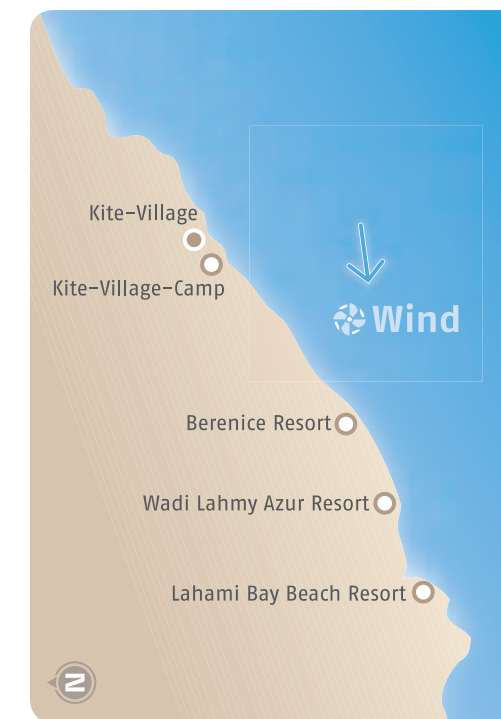 Kite-Village
Kite-Village-Camp
Wind
Berenice Resort
Wadi Lahmy Azur Resort
Lahami Bay Beach Resort
N